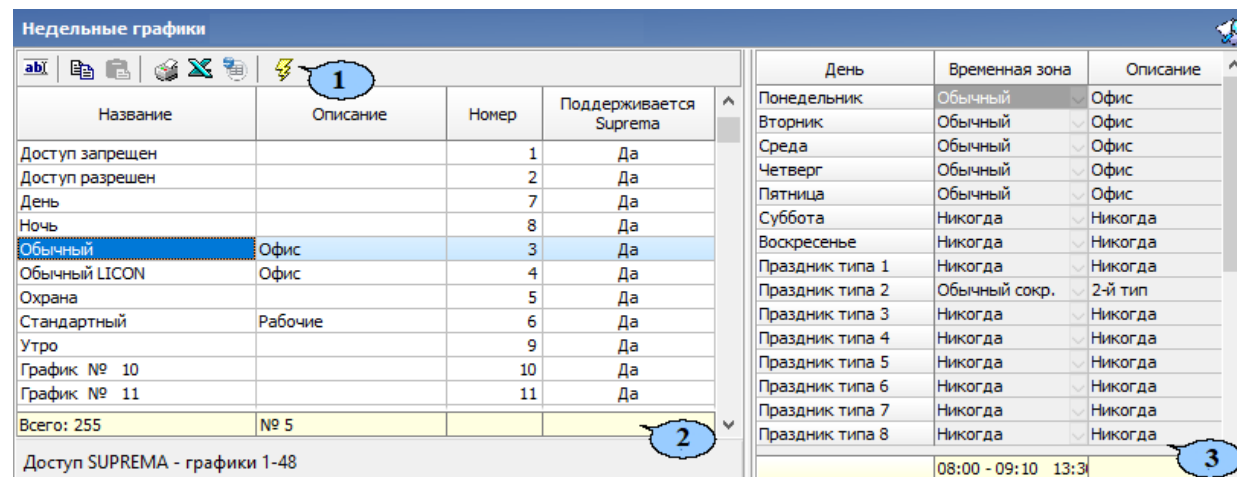 Недельные графики
abI
1
Название Описание Номер Поддерживается Suprema
Доступ запрещен 1 Да
Доступ разрешен 2 Да
День 7 Да
Ночь 8 Да
Обычный Офис 3 Да
Обычный LICON Офис 4 Да
Охрана 5 Да
Стандартный Рабочие 6 Да
Утро 9 Да
График № 10 10 Да
График № 11 11 Да
Всего: 255 № 5
2
Доступ SUPREMA - графики 1-48
День Временная зона Описание
Понедельник Обычный Офис
Вторник Обычный Офис
Среда Обычный Офис
Четверг Обычный Офис
Пятница Обычный Офис
Суббота Никогда Никогда
Воскресенье Никогда Никогда
Праздник типа 1 Никогда Никогда
Праздник типа 2 Обычный сокр. 2-й тип
Праздник типа 3 Никогда Никогда
Праздник типа 4 Никогда Никогда
Праздник типа 5 Никогда Никогда
Праздник типа 6 Никогда Никогда
Праздник типа 7 Никогда Никогда
Праздник типа 8 Никогда Никогда
3
08:00 - 09:10 13:3